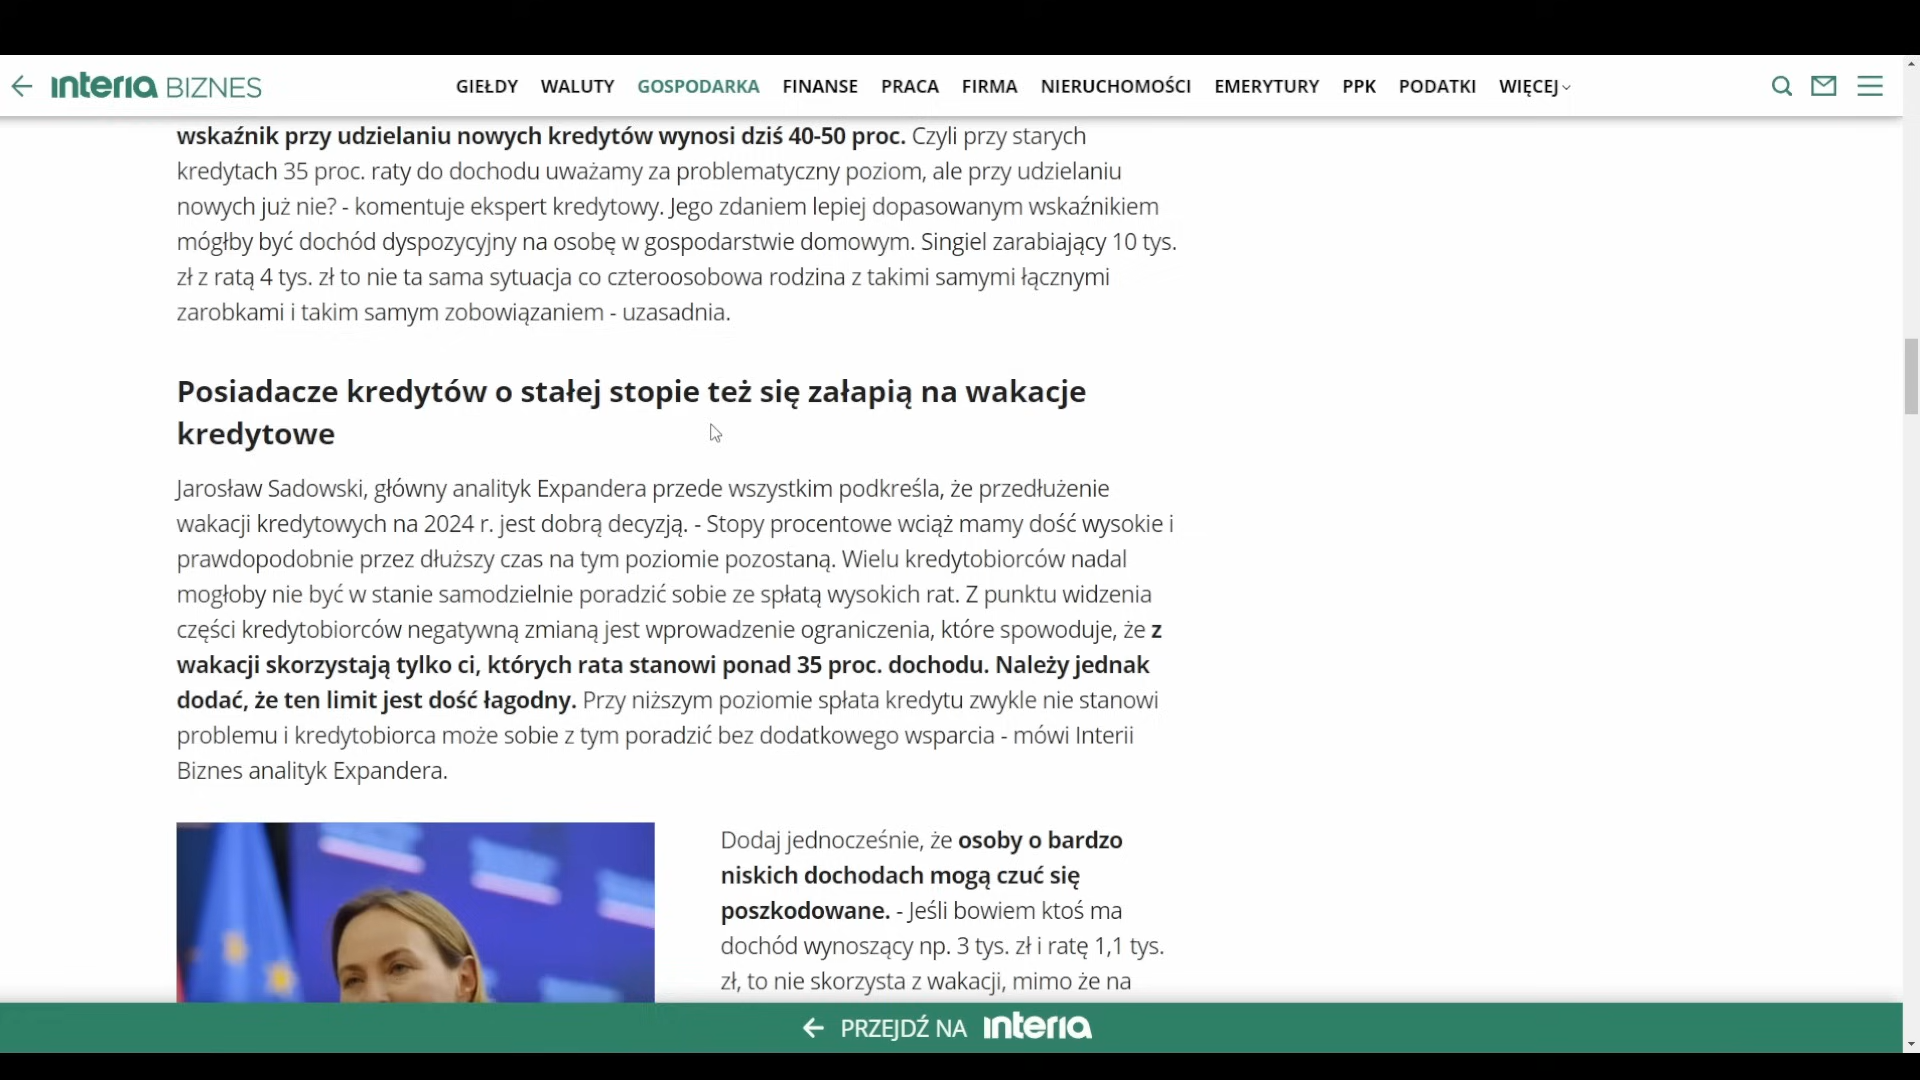 interia BIZNES
GIEŁDY WALUTY GOSPODARKA FINANSE PRACA FIRMA NIERUCHOMOŚCI EMERYTURY PPK PODATKI WIĘCEJ
wskaźnik przy udzielaniu nowych kredytów wynosi dziś 40-50 proc. Czyli przy starych
kredytach 35 proc. raty do dochodu uważamy za problematyczny poziom, ale przy udzielaniu
nowych już nie? - komentuje ekspert kredytowy. Jego zdaniem lepiej dopasowanym wskaźnikiem
mógłby być dochód dyspozycyjny na osobę w gospodarstwie domowym. Singiel zarabiający 10 tys.
zł z ratą 4 tys. zł to nie ta sama sytuacja co czteroosobowa rodzina z takimi samymi łącznymi
zarobkami i takim samym zobowiązaniem - uzasadnia.
Posiadacze kredytów o stałej stopie też się załapią na wakacje
kredytowe
Jarosław Sadowski, główny analityk Expandera przede wszystkim podkreśla, że przedłużenie
wakacji kredytowych na 2024 r. jest dobrą decyzją. - Stopy procentowe wciąż mamy dość wysokie i
prawdopodobnie przez dłuższy czas na tym poziomie pozostaną. Wielu kredytobiorców nadal
mogłoby nie być w stanie samodzielnie poradzić sobie ze spłatą wysokich rat. Z punktu widzenia
części kredytobiorców negatywną zmianą jest wprowadzenie ograniczenia, które spowoduje, że z
wakacji skorzystają tylko ci, których rata stanowi ponad 35 proc. dochodu. Należy jednak
dodać, że ten limit jest dość łagodny. Przy niższym poziomie spłata kredytu zwykle nie stanowi
problemu i kredytobiorca może sobie z tym poradzić bez dodatkowego wsparcia - mówi Interii
Biznes analityk Expandera.
Dodaj jednocześnie, że osoby o bardzo
niskich dochodach mogą czuć się
poszkodowane. - Jeśli bowiem ktoś ma
dochód wynoszący np. 3 tys. zł i ratę 1,1 tys.
zł, to nie skorzysta z wakacji, mimo że na
PRZEJDŹ NA interia